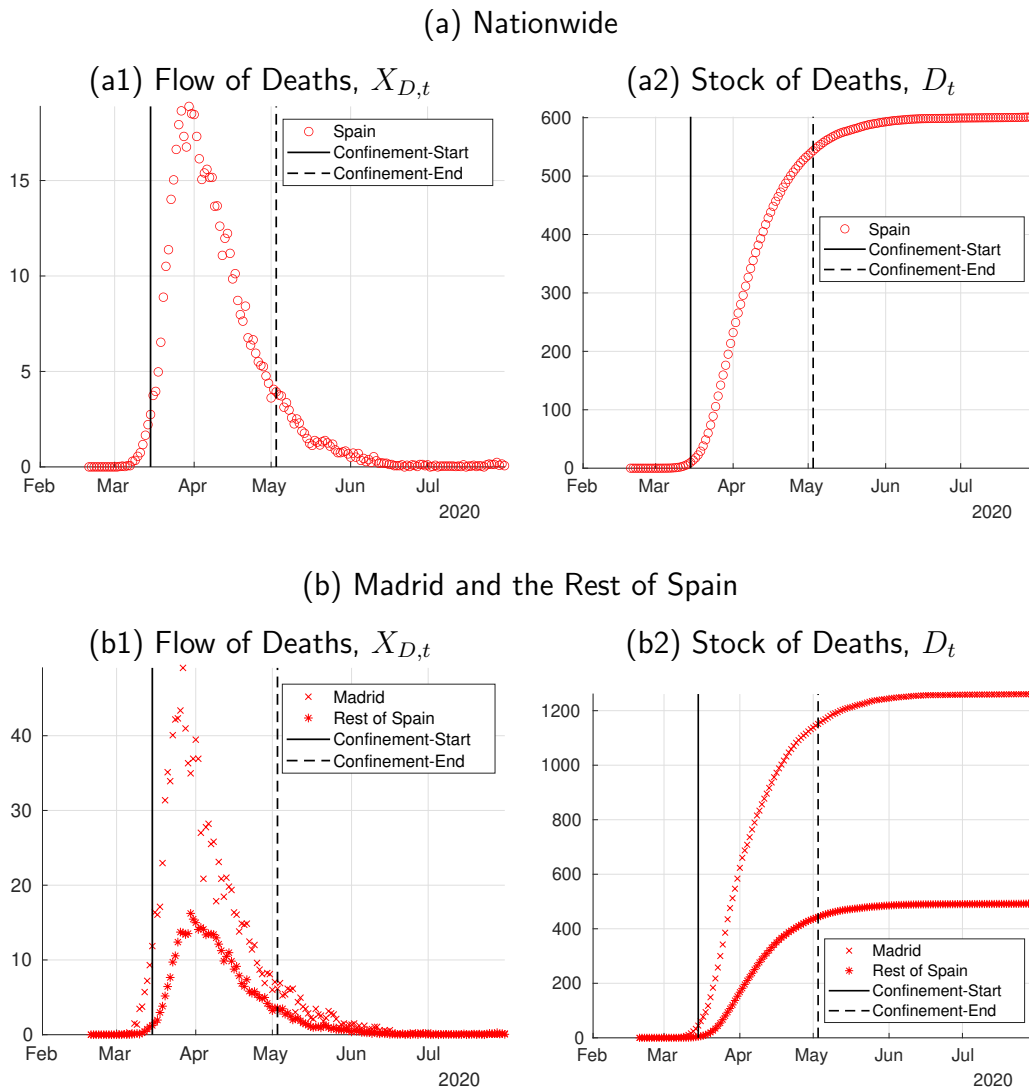 (a) Nationwide
(a1) Flow of Deaths, X_{D,t}
15
10
5
0
Feb Mar Apr May Jun Jul
2020
Spain
Confinement-Start
Confinement-End
(a2) Stock of Deaths, D_t
600
500
400
300
200
100
0
Feb Mar Apr May Jun Jul
2020
Spain
Confinement-Start
Confinement-End
(b) Madrid and the Rest of Spain
(b1) Flow of Deaths, X_{D,t}
40
30
20
10
0
Feb Mar Apr May Jun Jul
2020
Madrid
Rest of Spain
Confinement-Start
Confinement-End
(b2) Stock of Deaths, D_t
1200
1000
800
600
400
200
0
Feb Mar Apr May Jun Jul
2020
Madrid
Rest of Spain
Confinement-Start
Confinement-End